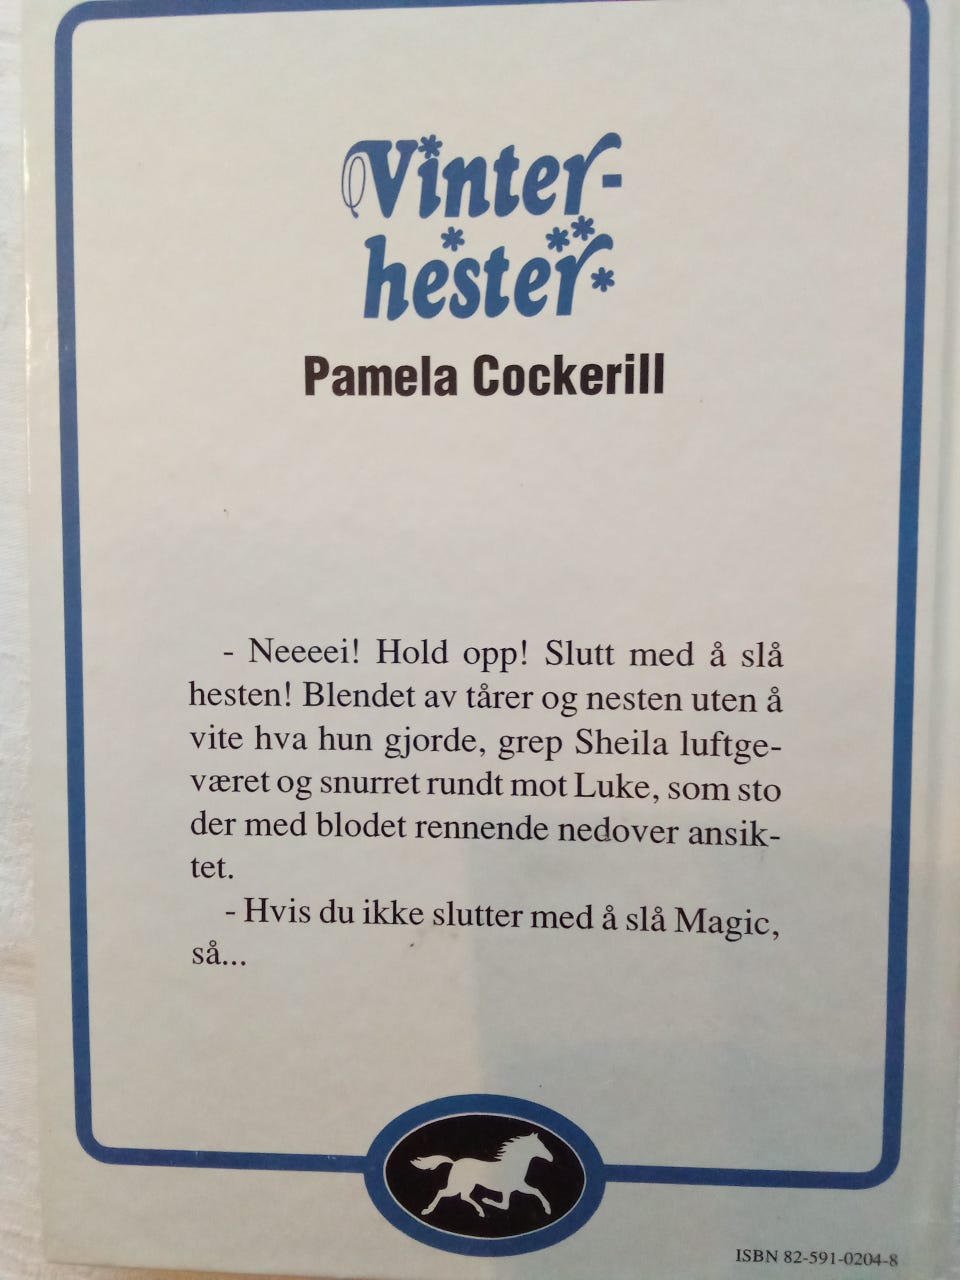 Vinter-
hester
Pamela Cockerill
- Neeeei! Hold opp! Slutt med å slå
hesten! Blendet av tårer og nesten uten å
vite hva hun gjorde, grep Sheila luftge-
været og snurret rundt mot Luke, som sto
der med blodet rennende nedover ansik-
tet.
- Hvis du ikke slutter med å slå Magic,
så...
ISBN 82-591-0204-8